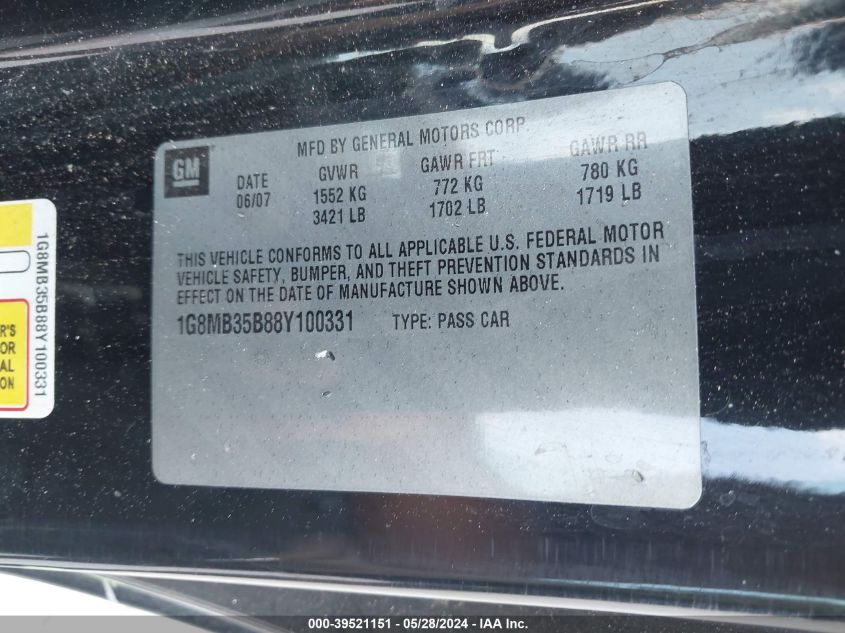 MFD BY GENERAL MOTORS CORP
GM
DATE GVWR GAWR FRT GAWR RR
06/07 1552 KG 772 KG 780 KG
3421 LB 1702 LB 1719 LB
THIS VEHICLE CONFORMS TO ALL APPLICABLE U.S. FEDERAL MOTOR
VEHICLE SAFETY, BUMPER, AND THEFT PREVENTION STANDARDS IN
EFFECT ON THE DATE OF MANUFACTURE SHOWN ABOVE.
1G8MB35B88Y100331 TYPE: PASS CAR
1G8MB35B88Y100331
000-39521151 / 05/28/2024 - IAA Inc.